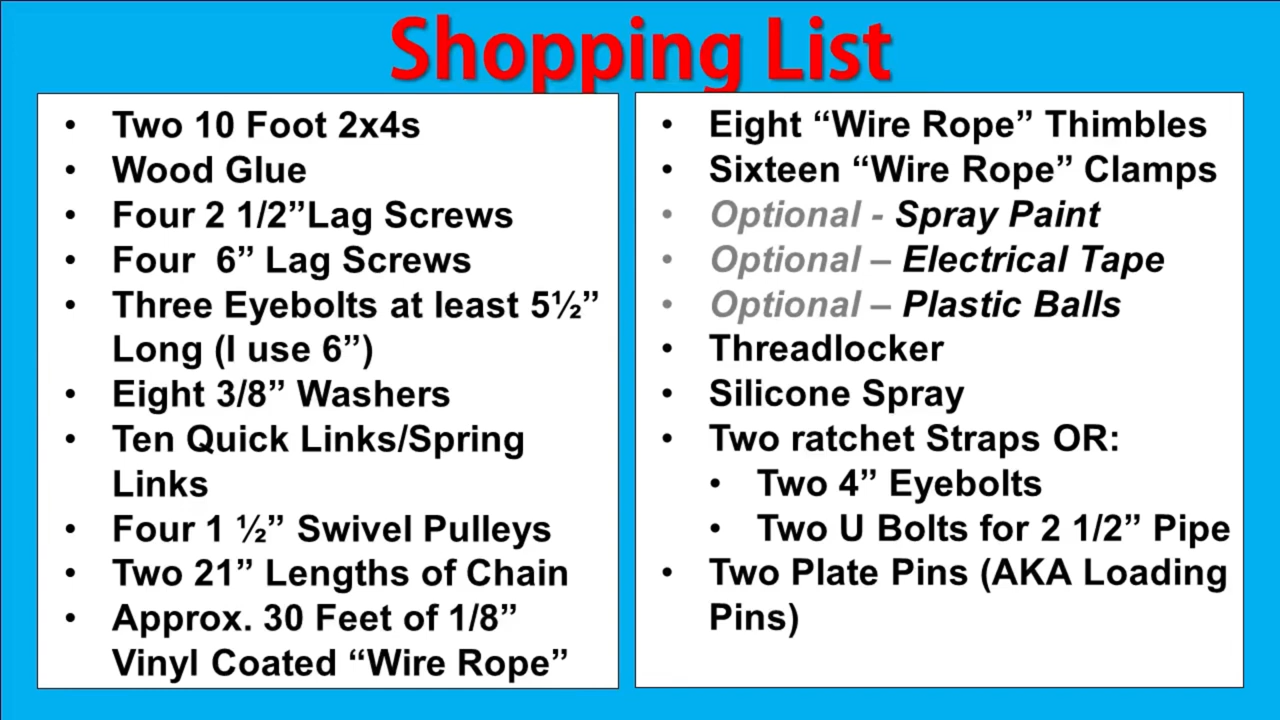 Shopping List
• Two 10 Foot 2x4s
• Wood Glue
• Four 2 1/2”Lag Screws
• Four  6” Lag Screws
• Three Eyebolts at least 5½”
Long (I use 6”)
• Eight 3/8” Washers
• Ten Quick Links/Spring
Links
• Four 1 ½” Swivel Pulleys
• Two 21” Lengths of Chain
• Approx. 30 Feet of 1/8”
Vinyl Coated “Wire Rope”
• Eight “Wire Rope” Thimbles
• Sixteen “Wire Rope” Clamps
• Optional - Spray Paint
• Optional – Electrical Tape
• Optional – Plastic Balls
• Threadlocker
• Silicone Spray
• Two ratchet Straps OR:
• Two 4” Eyebolts
• Two U Bolts for 2 1/2” Pipe
• Two Plate Pins (AKA Loading
Pins)